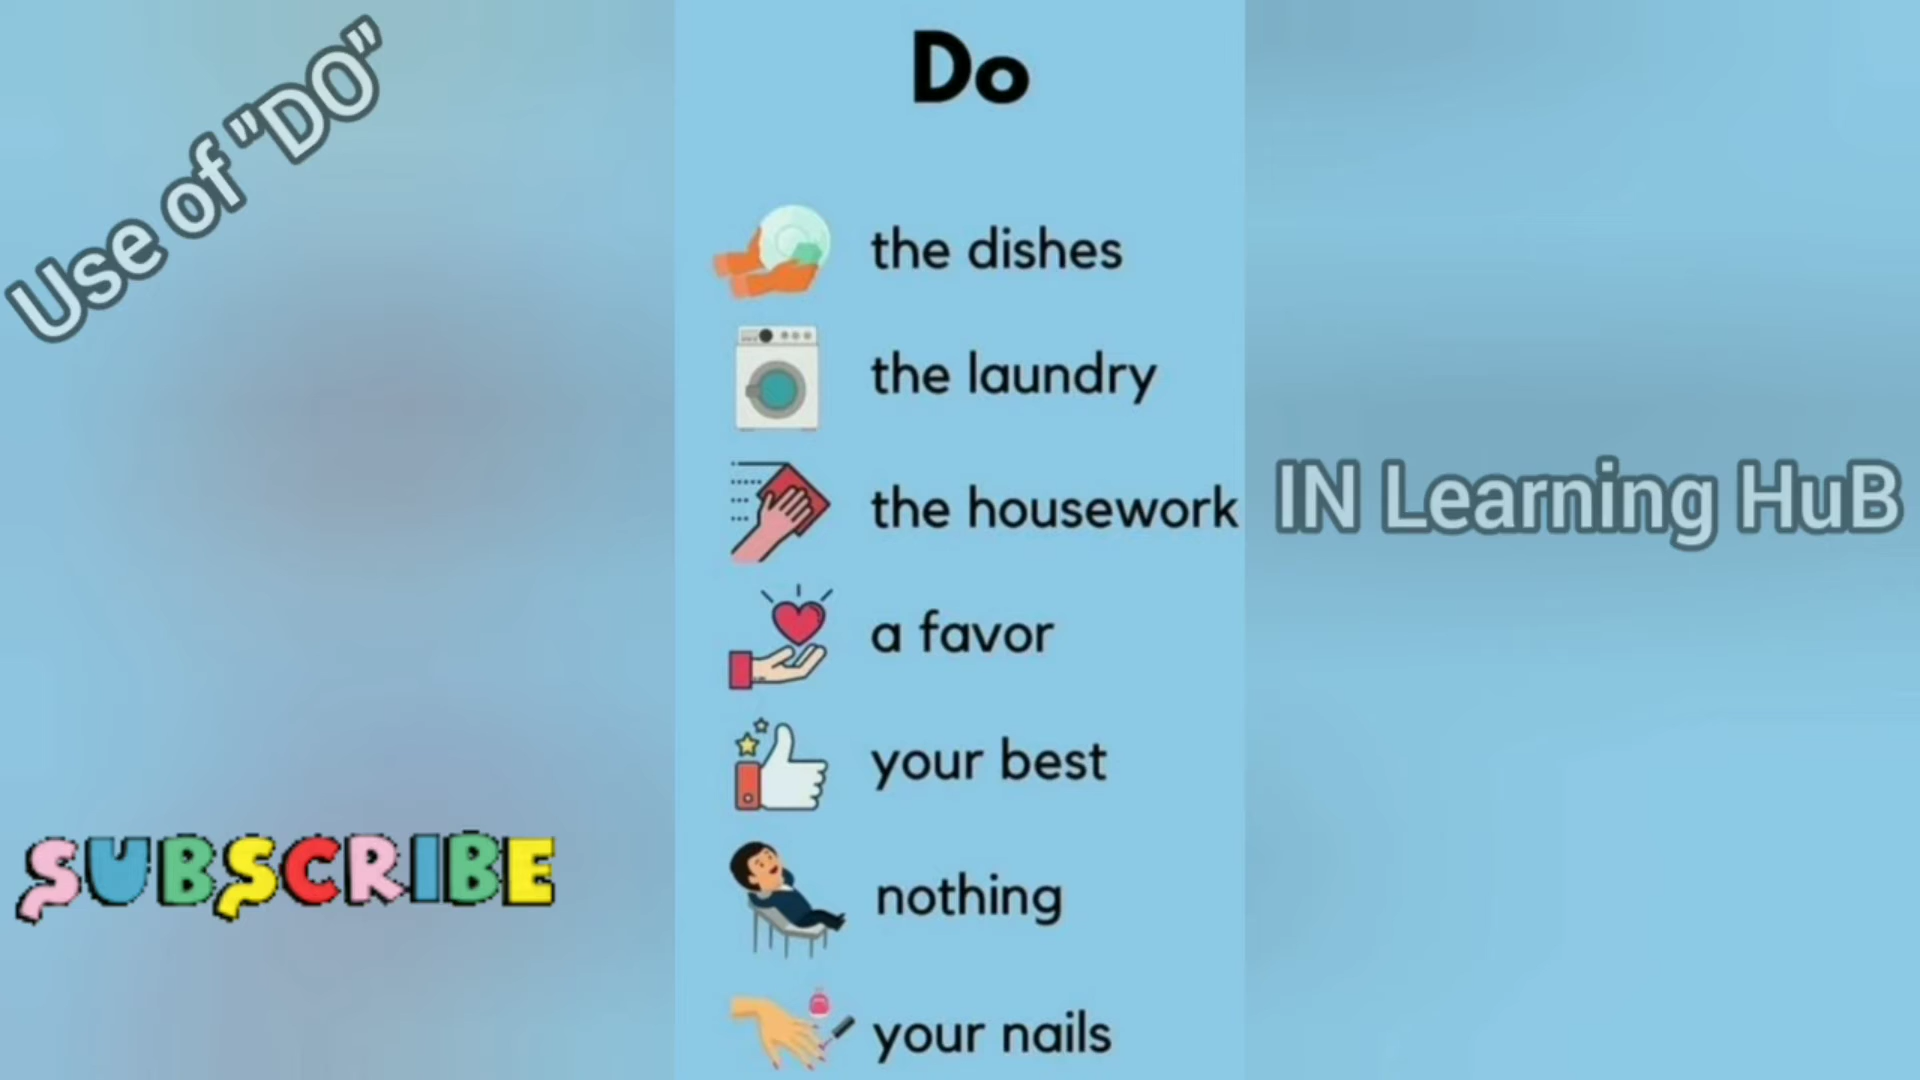 Use of "DO"
Do
the dishes
the laundry
the housework
a favor
your best
nothing
your nails
IN Learning HuB
SUBSCRIBE